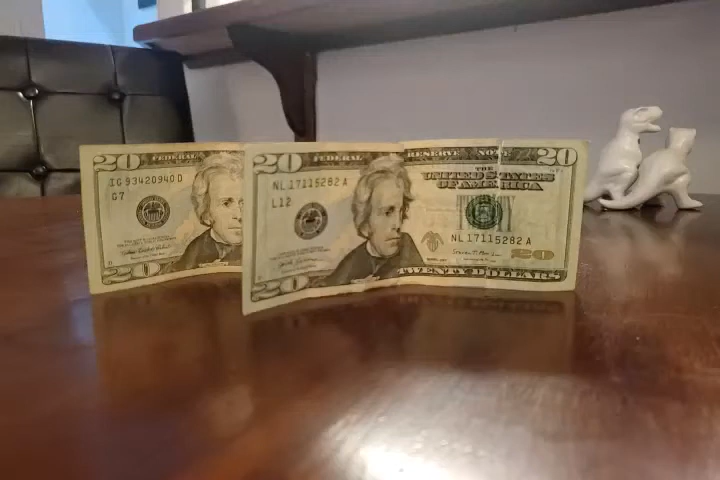 20 FEDERAL
IG 93420940 D
G7
20
20 FEDERAL RESERVE NOTE 20
THE
UNITED STATES
OF AMERICA
NL 17115282 A
L12
NL 17115282 A
20
20 TWENTY DOLLARS